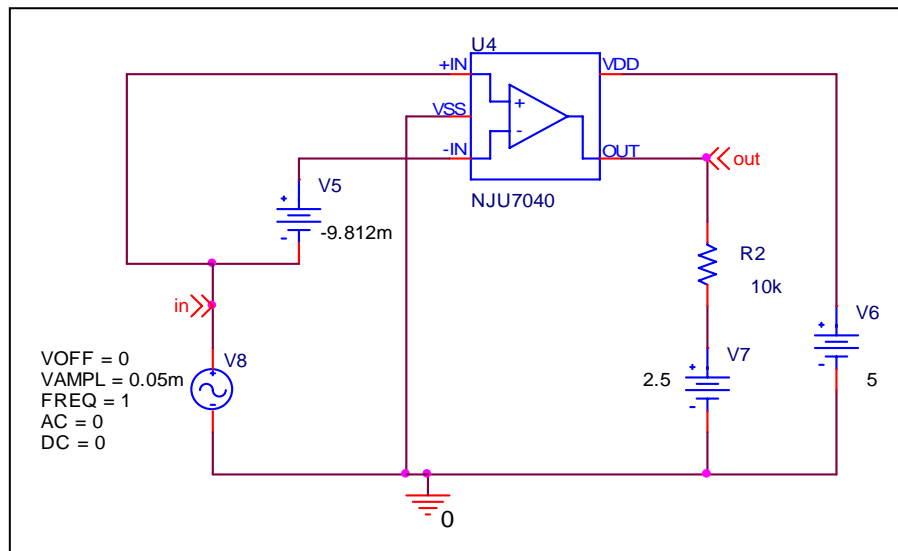 U4
+IN
VDD
VSS
-IN
OUT
out
V5
NJU7040
-9.812m
R2
10k
in
V6
V8
V7
VOFF = 0
VAMPL = 0.05m
2.5
5
FREQ = 1
AC = 0
DC = 0
0